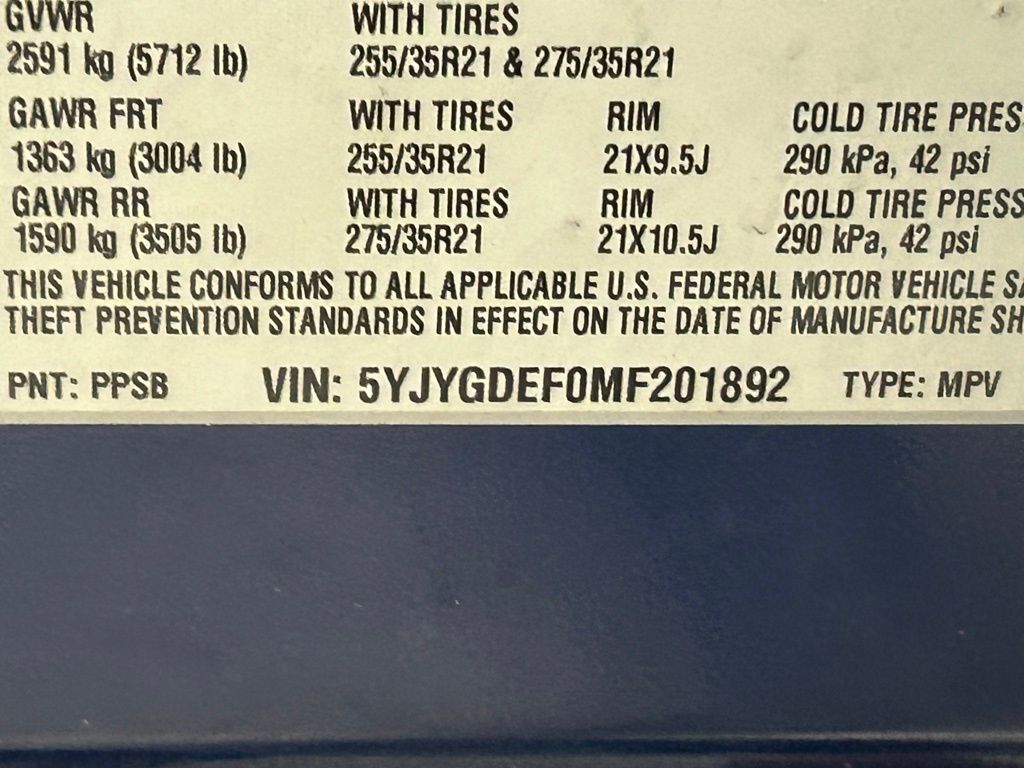 GVWR WITH TIRES
2591 kg (5712 lb) 255/35R21 & 275/35R21
GAWR FRT WITH TIRES RIM COLD TIRE PRES
1363 kg (3004 lb) 255/35R21 21X9.5J 290 kPa, 42 psi
GAWR RR WITH TIRES RIM COLD TIRE PRESS
1590 kg (3505 lb) 275/35R21 21X10.5J 290 kPa, 42 psi
THIS VEHICLE CONFORMS TO ALL APPLICABLE U.S. FEDERAL MOTOR VEHICLE SA
THEFT PREVENTION STANDARDS IN EFFECT ON THE DATE OF MANUFACTURE SH
PNT: PPSB VIN: 5YJYGDEF0MF201892 TYPE: MPV